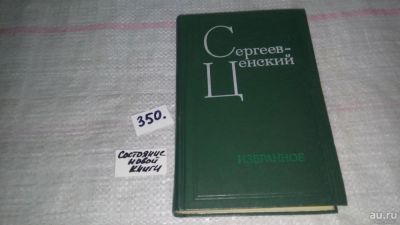 Сергеев-
Ценский
ИЗБРАННОЕ
350.
Состояние
новой
книги
au.ru